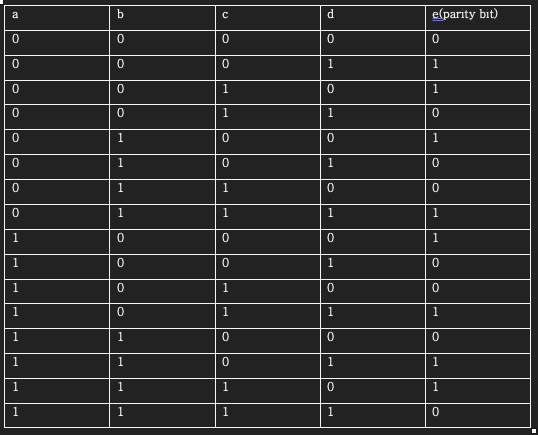 a b c d e(parity bit)
0 0 0 0 0
0 0 0 1 1
0 0 1 0 1
0 0 1 1 0
0 1 0 0 1
0 1 0 1 0
0 1 1 0 0
0 1 1 1 1
1 0 0 0 1
1 0 0 1 0
1 0 1 0 0
1 0 1 1 1
1 1 0 0 0
1 1 0 1 1
1 1 1 0 1
1 1 1 1 0